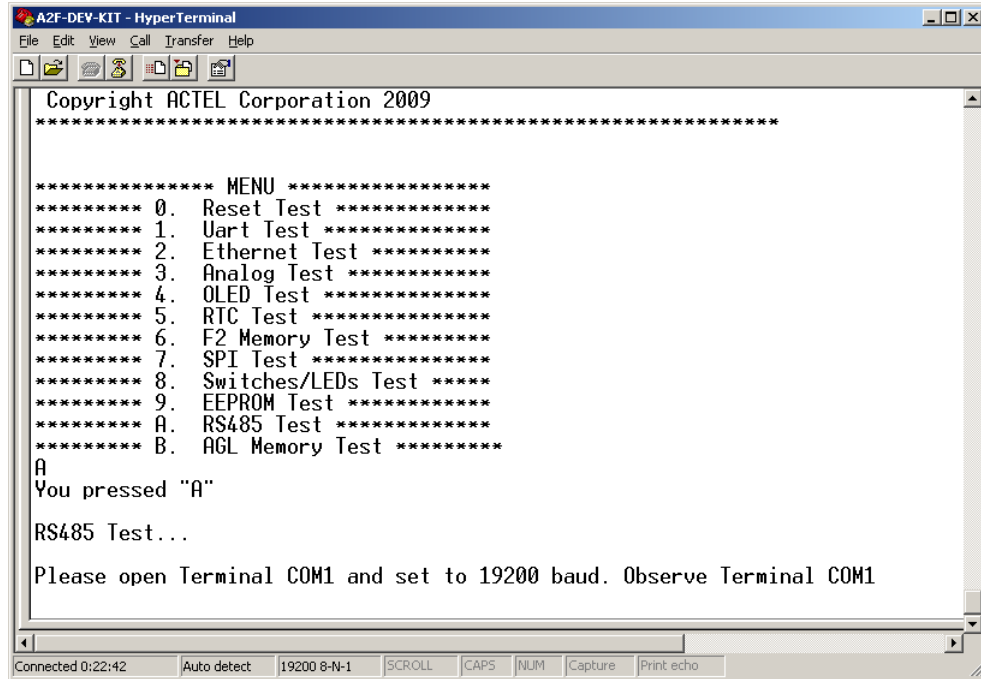 A2F-DEV-KIT - HyperTerminal
File Edit View Call Transfer Help
Copyright ACTEL Corporation 2009
**************************************************************
*************** MENU *****************
********* 0. Reset Test *************
********* 1. Uart Test **************
********* 2. Ethernet Test **********
********* 3. Analog Test ************
********* 4. OLED Test **************
********* 5. RTC Test ***************
********* 6. F2 Memory Test *********
********* 7. SPI Test ***************
********* 8. Switches/LEDs Test *****
********* 9. EEPROM Test ************
********* A. RS485 Test *************
********* B. AGL Memory Test *********
A
You pressed "A"
RS485 Test...
Please open Terminal COM1 and set to 19200 baud. Observe Terminal COM1
Connected 0:22:42 Auto detect 19200 8-N-1 SCROLL CAPS NUM Capture Print echo